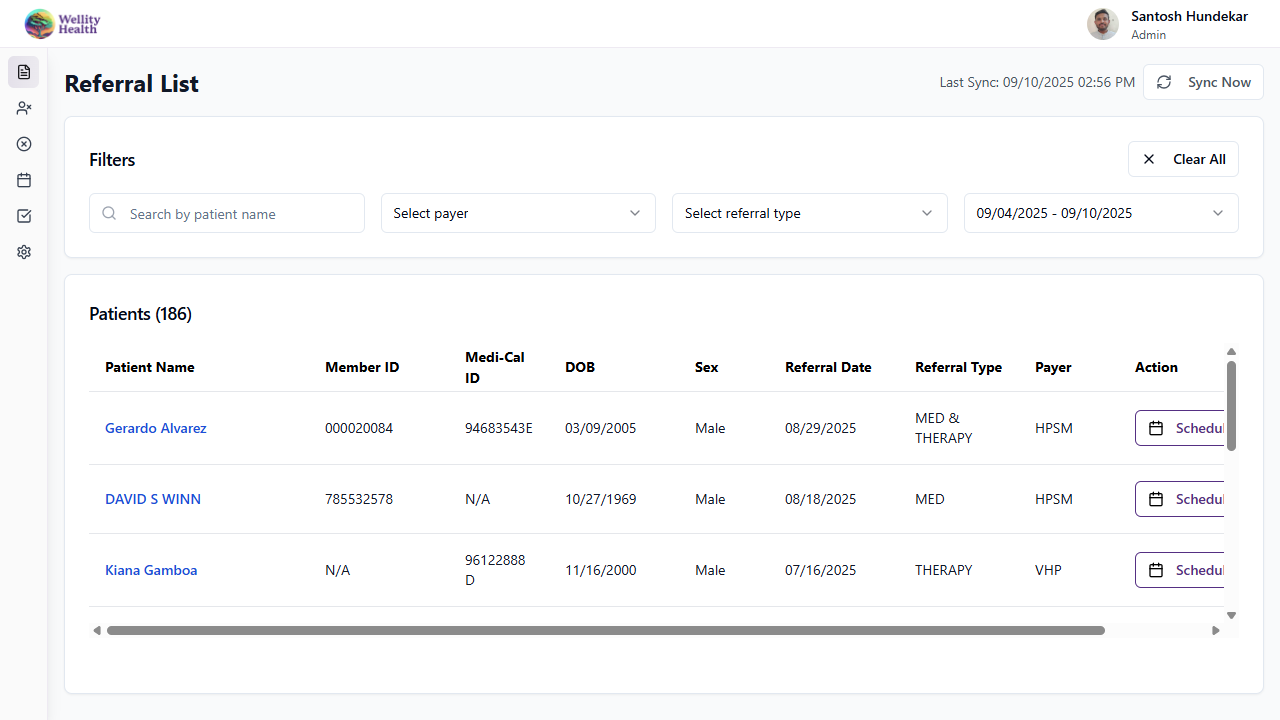 Wellity
Health
Santosh Hundekar
Admin
Referral List
Last Sync: 09/10/2025 02:56 PM
Sync Now
Filters
Clear All
Search by patient name
Select payer
Select referral type
09/04/2025 - 09/10/2025
Patients (186)
Patient Name Member ID Medi-Cal ID DOB Sex Referral Date Referral Type Payer Action
Gerardo Alvarez 000020084 94683543E 03/09/2005 Male 08/29/2025 MED & THERAPY HPSM Schedul
DAVID S WINN 785532578 N/A 10/27/1969 Male 08/18/2025 MED HPSM Schedul
Kiana Gamboa N/A 96122888D 11/16/2000 Male 07/16/2025 THERAPY VHP Schedul